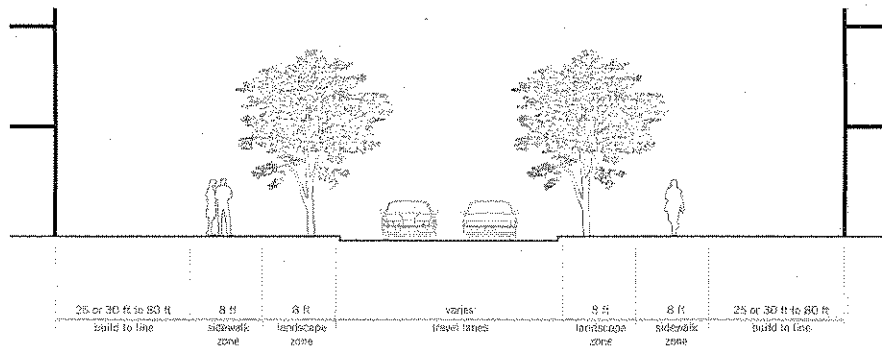 25 or 30 ft to 80 ft 8 ft 8 ft varies 8 ft 8 ft 25 or 30 ft to 80 ft
build to line sidewalk landscape travel lanes landscape sidewalk build to line
zone zone zone zone